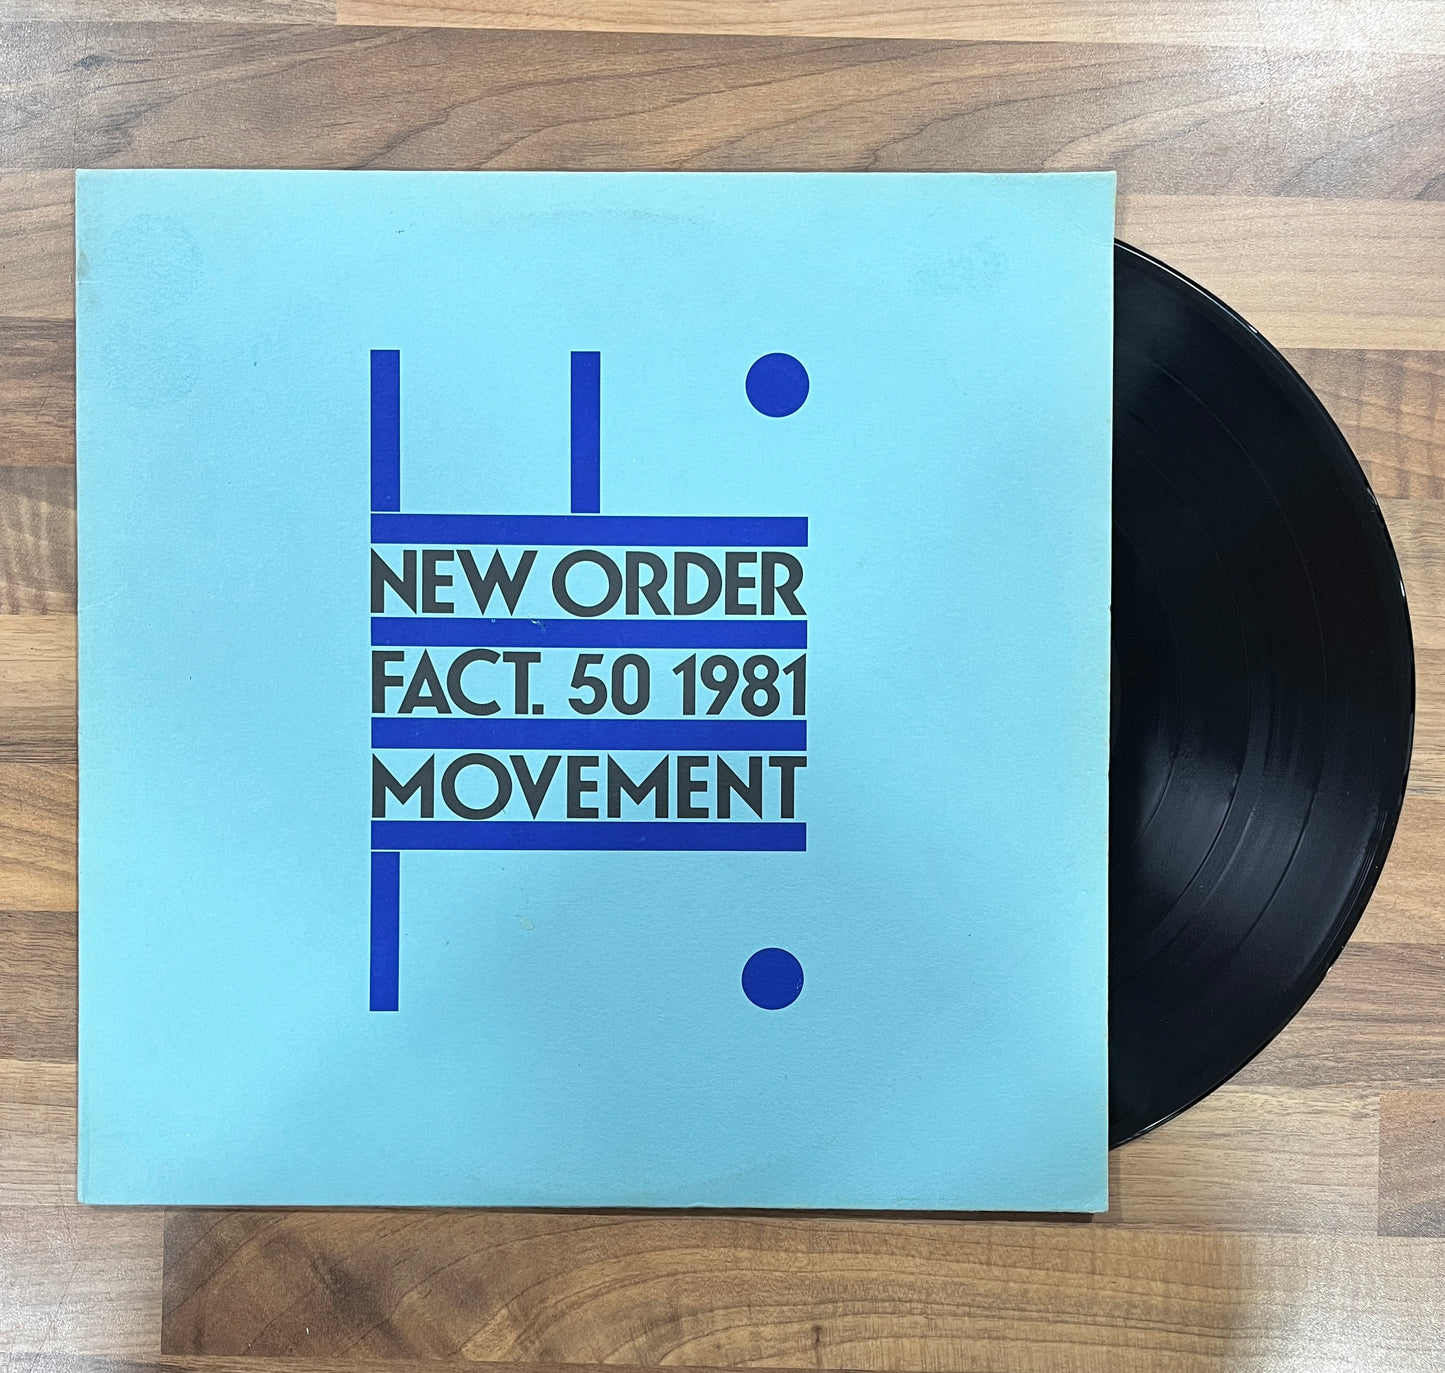 NEW ORDER
FACT. 50 1981
MOVEMENT